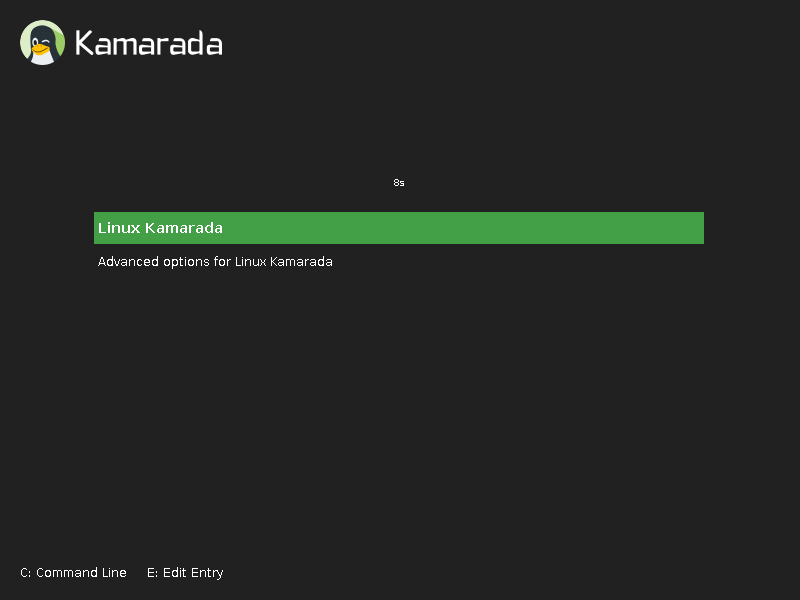 Kamarada
8s
Linux Kamarada
Advanced options for Linux Kamarada
C: Command Line E: Edit Entry